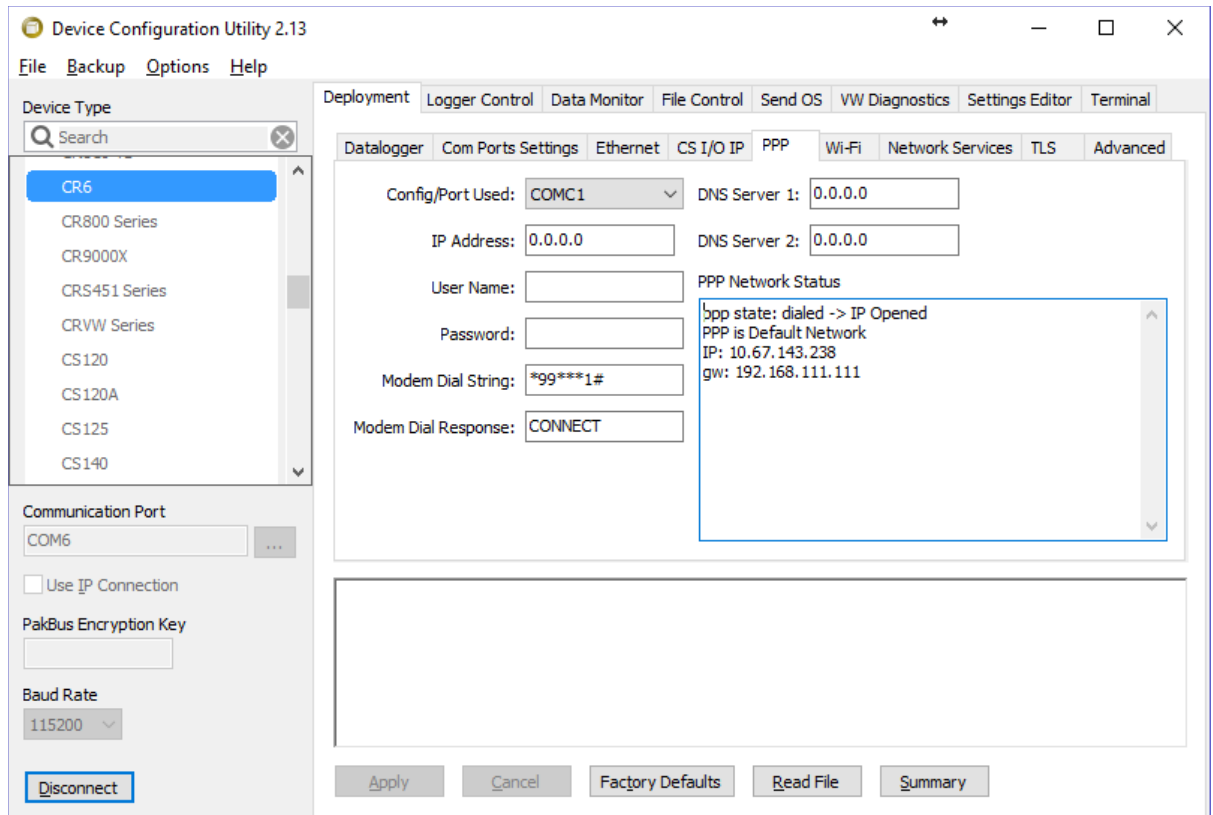 Device Configuration Utility 2.13
File Backup Options Help
Device Type
Search
CR6
CR800 Series
CR9000X
CRS451 Series
CRVW Series
CS120
CS120A
CS125
CS140
Communication Port
COM6
...
Use IP Connection
PakBus Encryption Key
Baud Rate
115200
Disconnect
Deployment Logger Control Data Monitor File Control Send OS VW Diagnostics Settings Editor Terminal
Datalogger Com Ports Settings Ethernet CS I/O IP PPP Wi-Fi Network Services TLS Advanced
Config/Port Used: COMC1
IP Address: 0.0.0.0
User Name:
Password:
Modem Dial String: *99***1#
Modem Dial Response: CONNECT
DNS Server 1: 0.0.0.0
DNS Server 2: 0.0.0.0
PPP Network Status
ppp state: dialed -> IP Opened
PPP is Default Network
IP: 10.67.143.238
gw: 192.168.111.111
Apply Cancel Factory Defaults Read File Summary